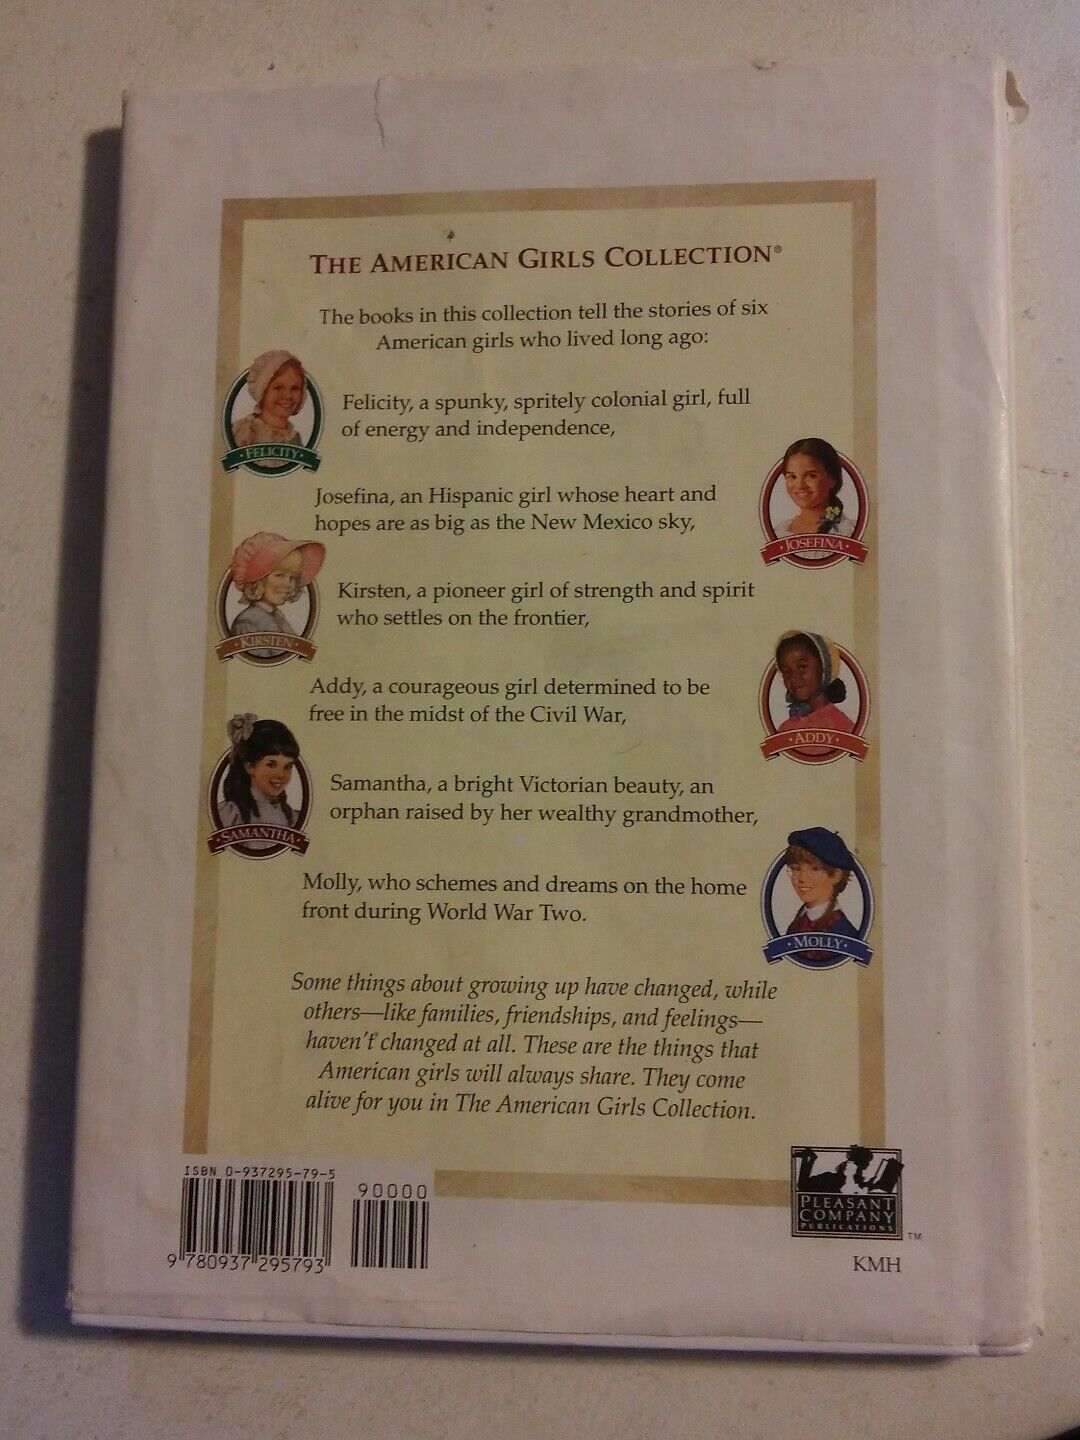 THE AMERICAN GIRLS COLLECTION®
The books in this collection tell the stories of six
American girls who lived long ago:
Felicity, a spunky, spritely colonial girl, full
of energy and independence,
·FELICITY·
Josefina, an Hispanic girl whose heart and
hopes are as big as the New Mexico sky,
·JOSEFINA·
Kirsten, a pioneer girl of strength and spirit
who settles on the frontier,
·KIRSTEN·
Addy, a courageous girl determined to be
free in the midst of the Civil War,
·ADDY·
Samantha, a bright Victorian beauty, an
orphan raised by her wealthy grandmother,
·SAMANTHA·
Molly, who schemes and dreams on the home
front during World War Two.
·MOLLY·
Some things about growing up have changed, while
others—like families, friendships, and feelings—
haven't changed at all. These are the things that
American girls will always share. They come
alive for you in The American Girls Collection.
ISBN 0-937295-79-5
90000
9 780937 295793
PLEASANT
COMPANY
PUBLICATIONS
TM
KMH